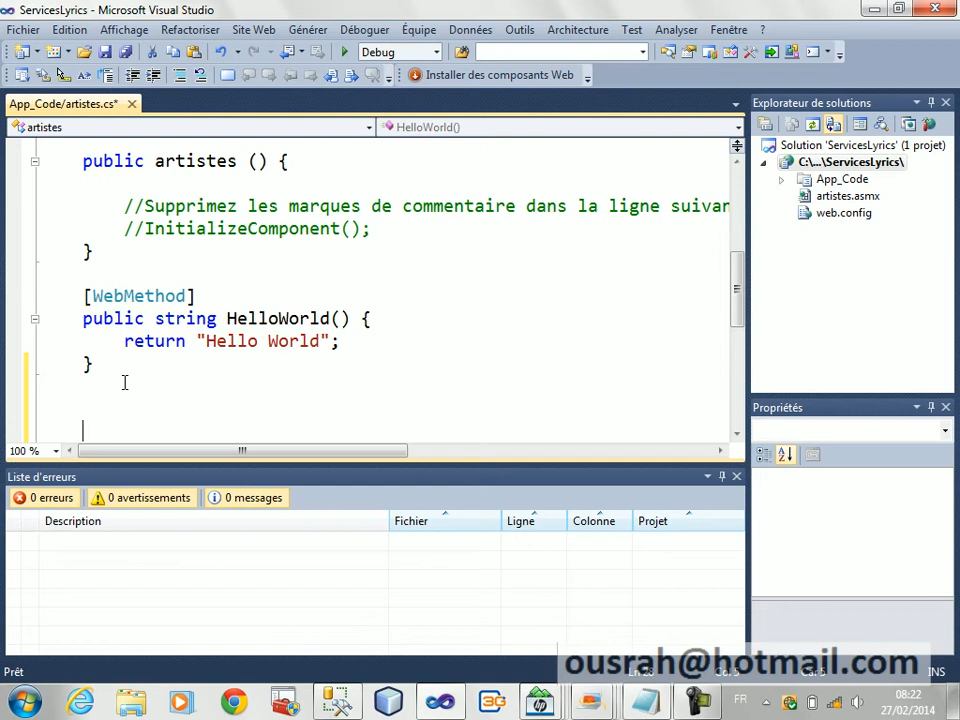 ServicesLyrics - Microsoft Visual Studio
Fichier Edition Affichage Refactoriser Site Web Générer Déboguer Équipe Données Outils Architecture Test Analyser Fenêtre ?
Debug
Installer des composants Web
App_Code/artistes.cs*
artistes
HelloWorld()
public artistes () {
//Supprimez les marques de commentaire dans la ligne suivan
//InitializeComponent();
}
[WebMethod]
public string HelloWorld() {
return "Hello World";
}
100 %
Explorateur de solutions
Solution 'ServicesLyrics' (1 projet)
C:\...\ServicesLyrics\
App_Code
artistes.asmx
web.config
Propriétés
Liste d'erreurs
0 erreurs 0 avertissements 0 messages
Description Fichier Ligne Colonne Projet
Prêt
INS
ousrah@hotmail.com
FR
08:22
27/02/2014